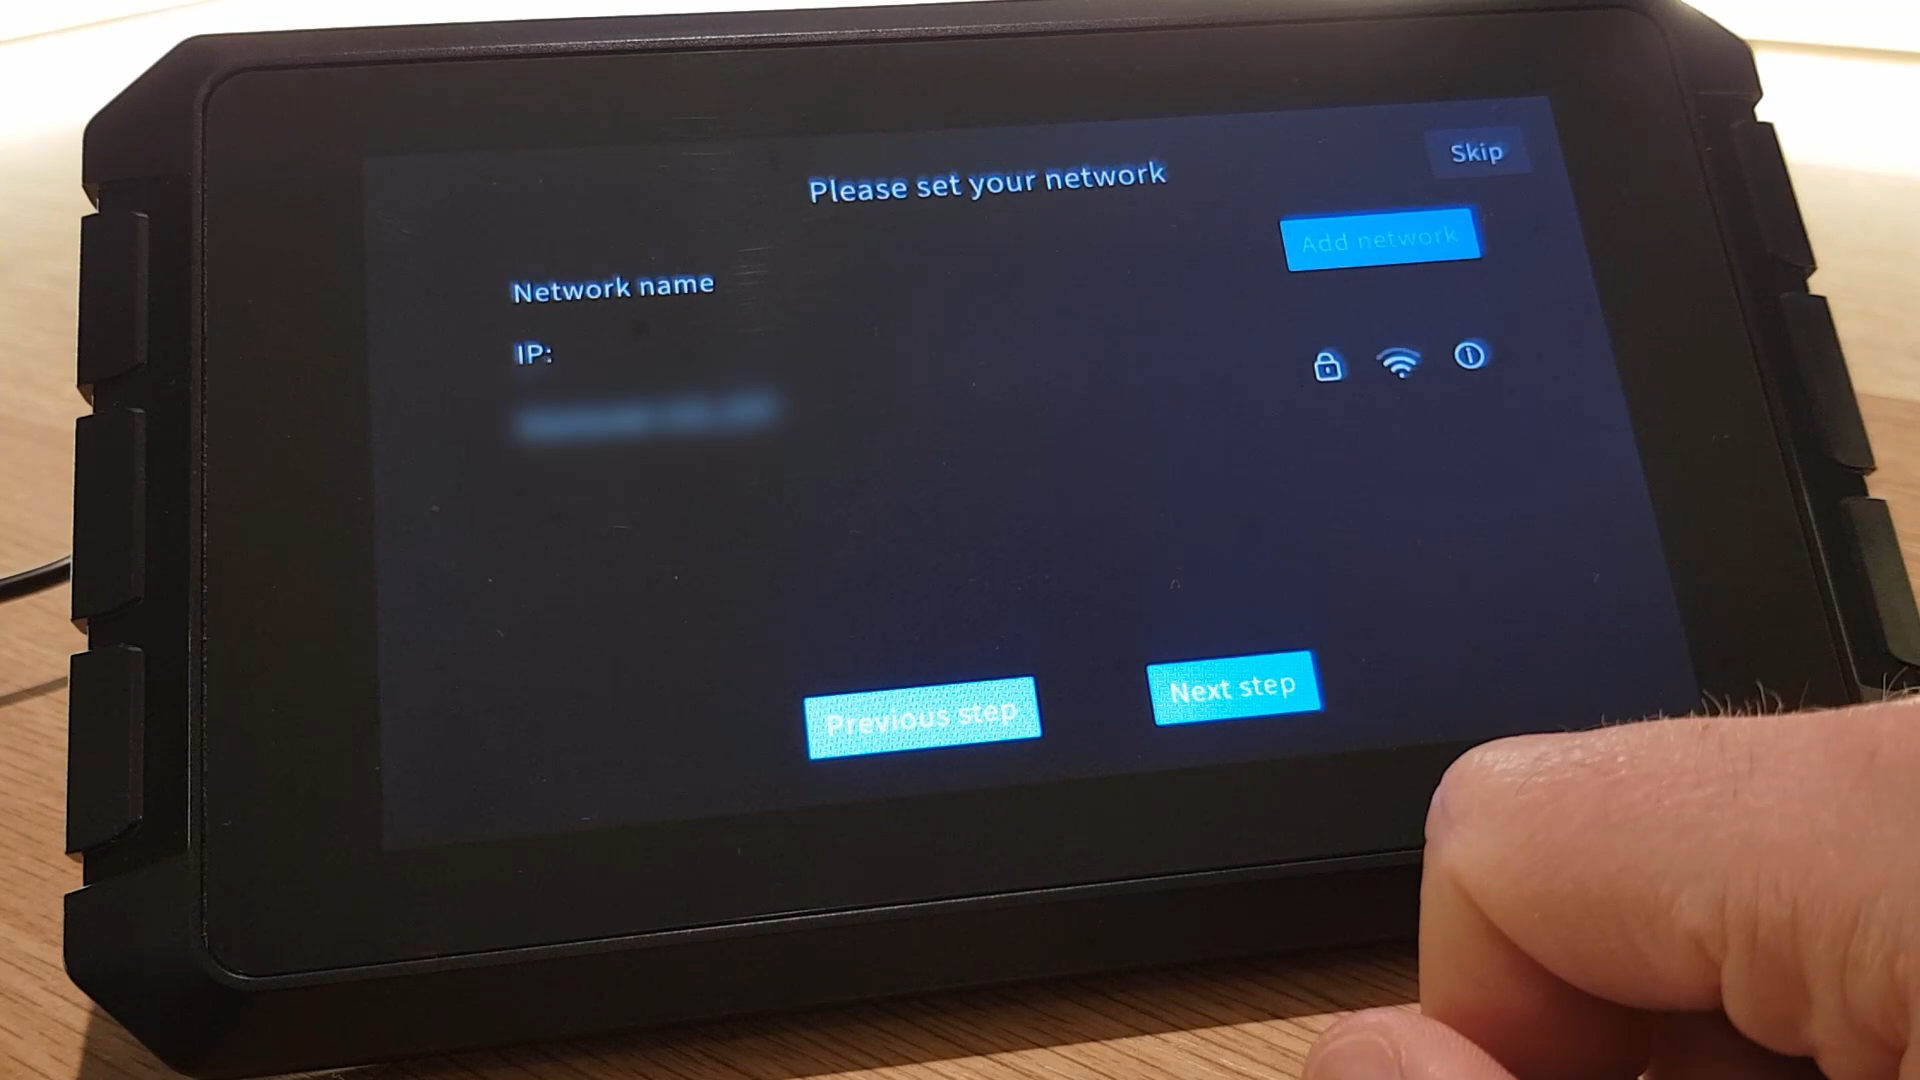 Skip
Please set your network
Add network
Network name
IP:
Previous step
Next step